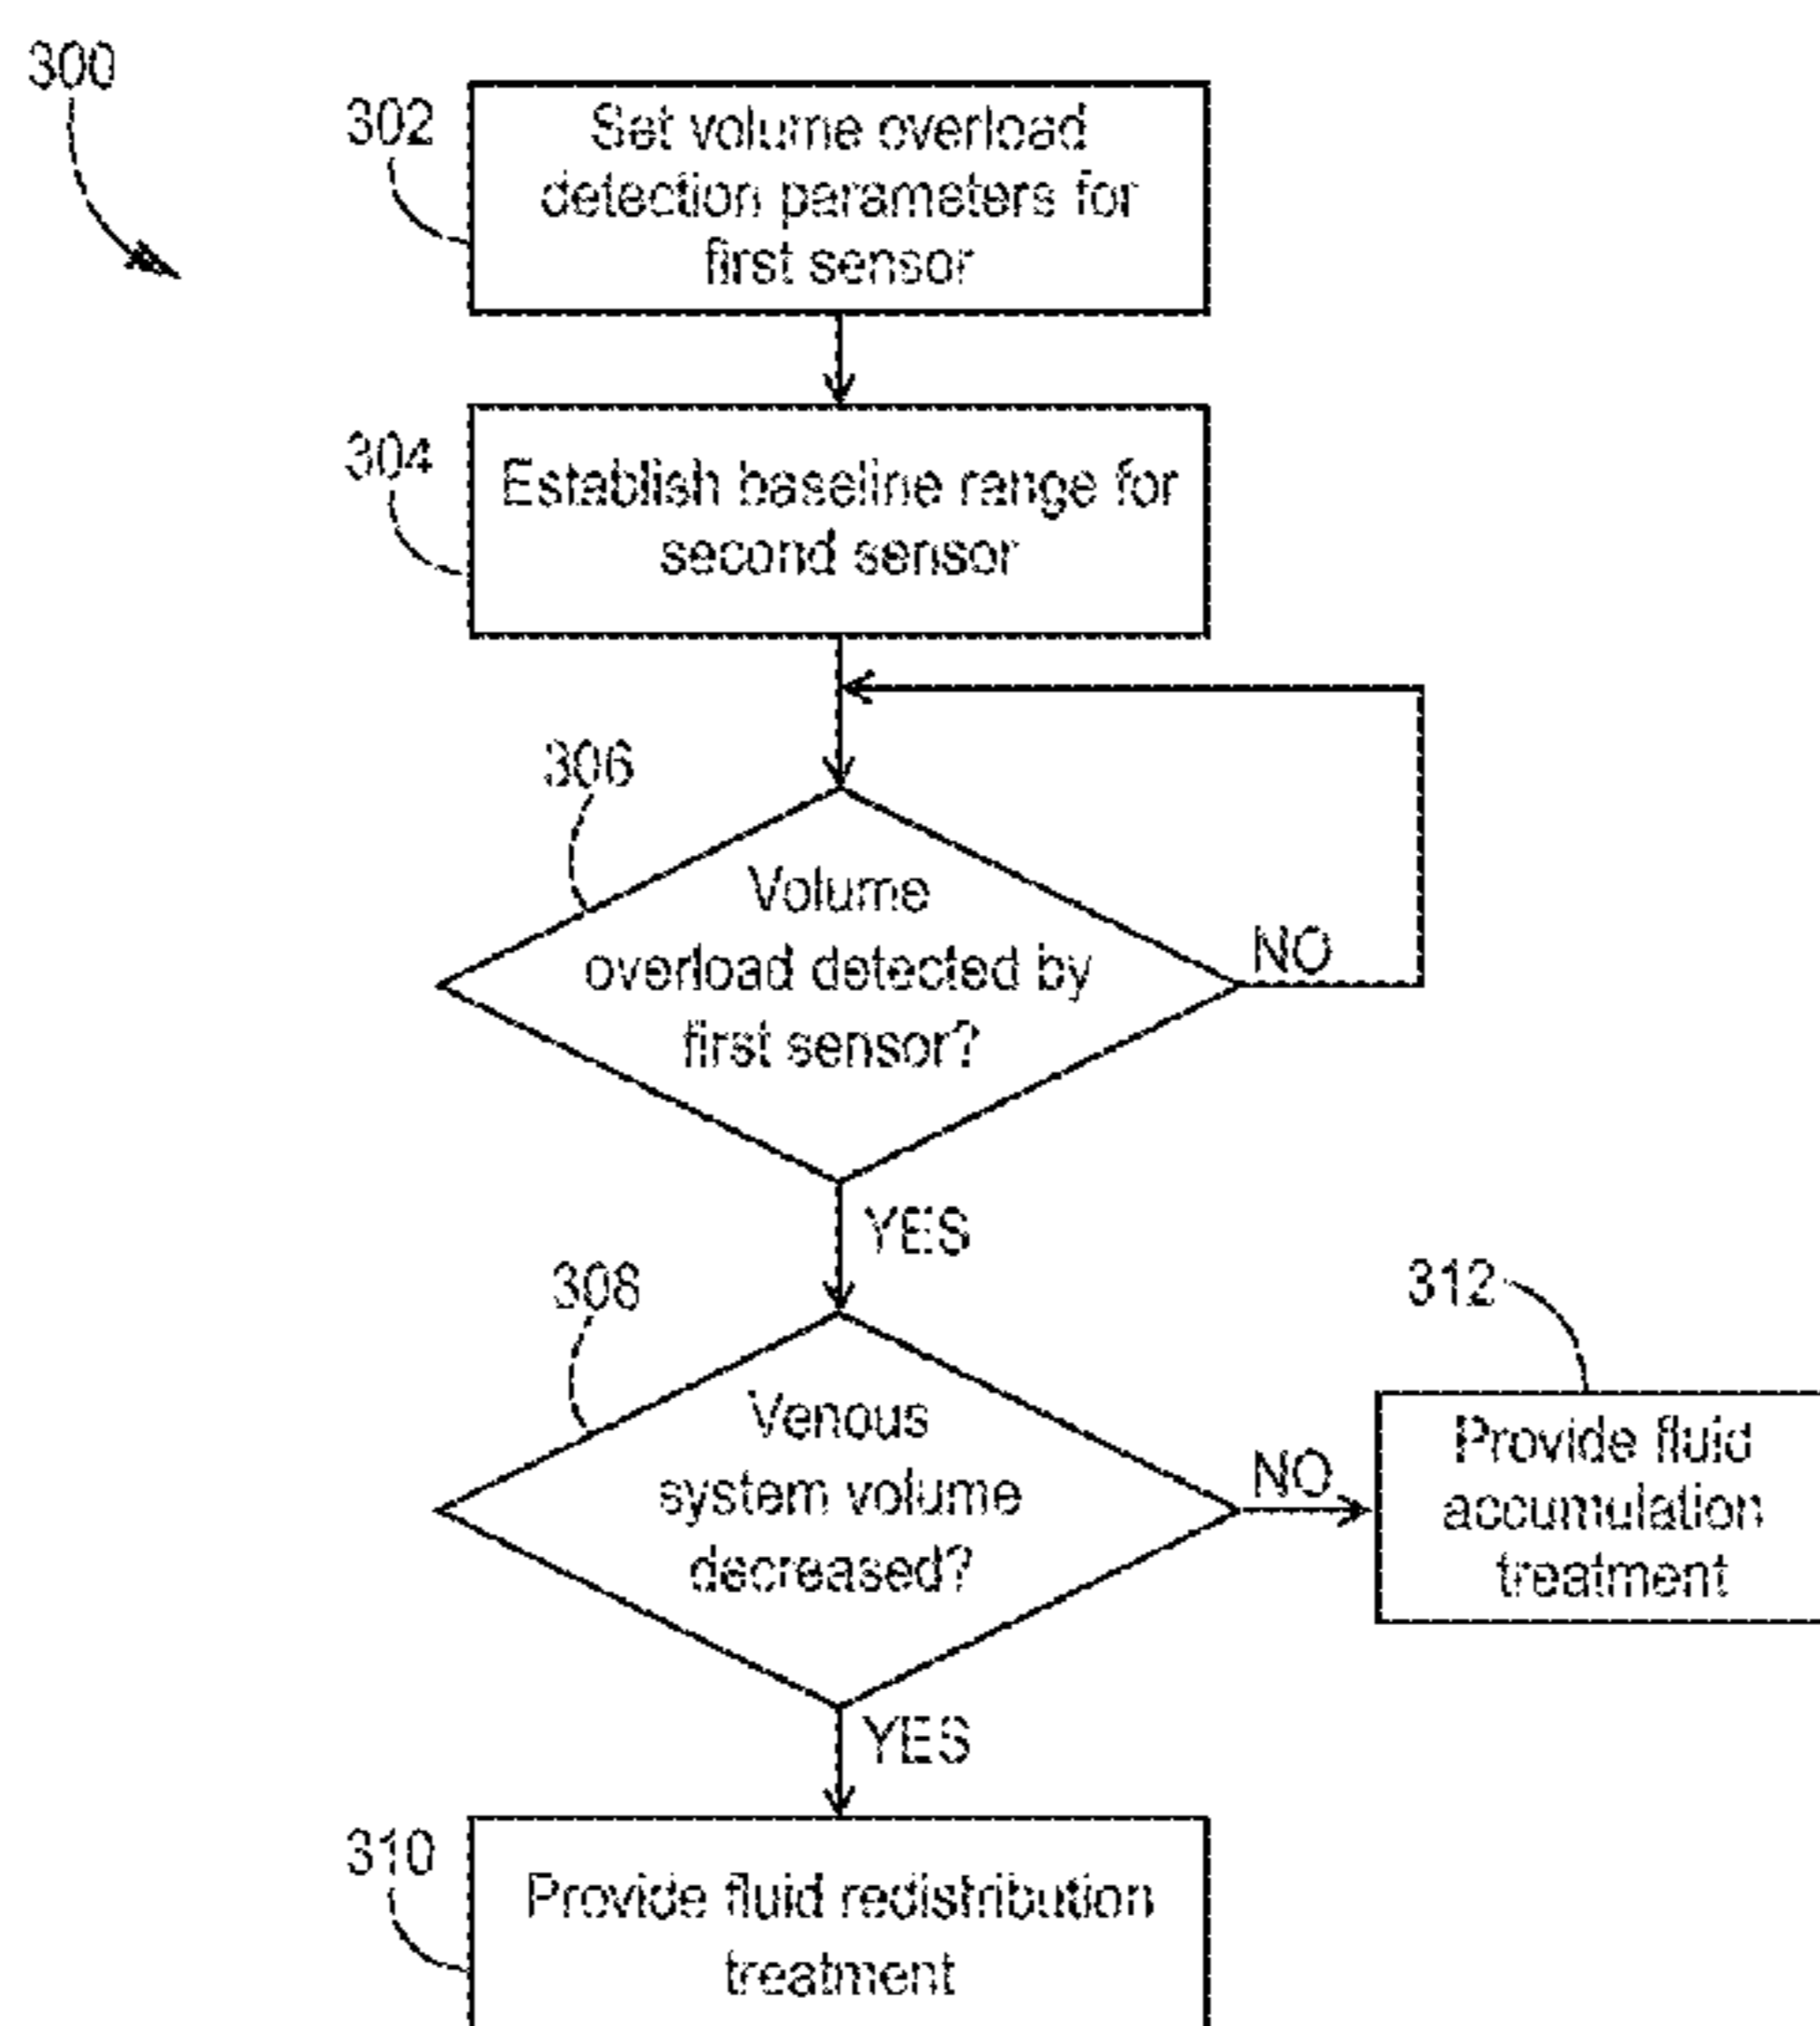 300
302
Set volume overload
detection parameters for
first sensor
304
Establish baseline range for
second sensor
306
Volume
overload detected by
first sensor?
NO
YES
308
Venous
system volume
decreased?
NO
312
Provide fluid
accumulation
treatment
YES
310
Provide fluid redistribution
treatment